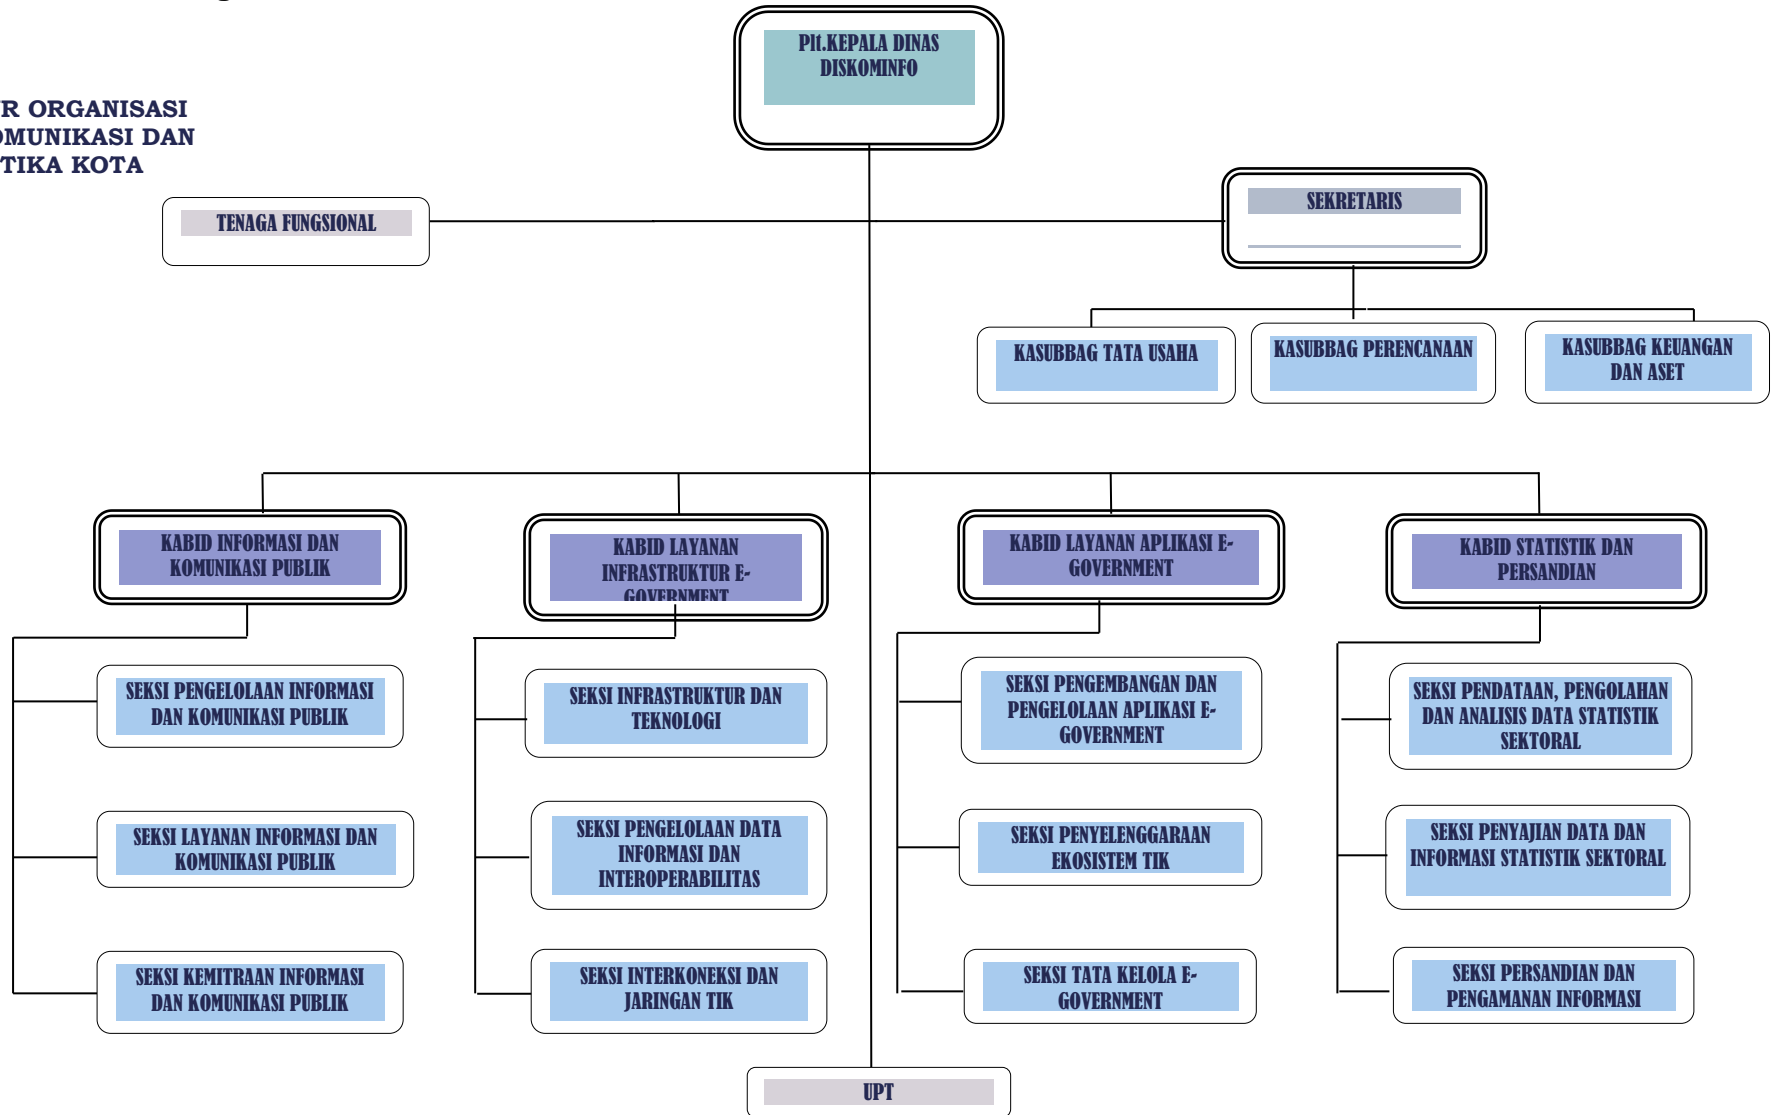 Plt.KEPALA DINAS
DISKOMINFO
R ORGANISASI
OMUNIKASI DAN
TIKA KOTA
SEKRETARIS
TENAGA FUNGSIONAL
KASUBBAG TATA USAHA
KASUBBAG PERENCANAAN
KASUBBAG KEUANGAN
DAN ASET
KABID INFORMASI DAN
KOMUNIKASI PUBLIK
KABID LAYANAN
INFRASTRUKTUR E-
GOVERNMENT
KABID LAYANAN APLIKASI E-
GOVERNMENT
KABID STATISTIK DAN
PERSANDIAN
SEKSI PENGELOLAAN INFORMASI
DAN KOMUNIKASI PUBLIK
SEKSI INFRASTRUKTUR DAN
TEKNOLOGI
SEKSI PENGEMBANGAN DAN
PENGELOLAAN APLIKASI E-
GOVERNMENT
SEKSI PENDATAAN, PENGOLAHAN
DAN ANALISIS DATA STATISTIK
SEKTORAL
SEKSI LAYANAN INFORMASI DAN
KOMUNIKASI PUBLIK
SEKSI PENGELOLAAN DATA
INFORMASI DAN
INTEROPERABILITAS
SEKSI PENYELENGGARAAN
EKOSISTEM TIK
SEKSI PENYAJIAN DATA DAN
INFORMASI STATISTIK SEKTORAL
SEKSI KEMITRAAN INFORMASI
DAN KOMUNIKASI PUBLIK
SEKSI INTERKONEKSI DAN
JARINGAN TIK
SEKSI TATA KELOLA E-
GOVERNMENT
SEKSI PERSANDIAN DAN
PENGAMANAN INFORMASI
UPT